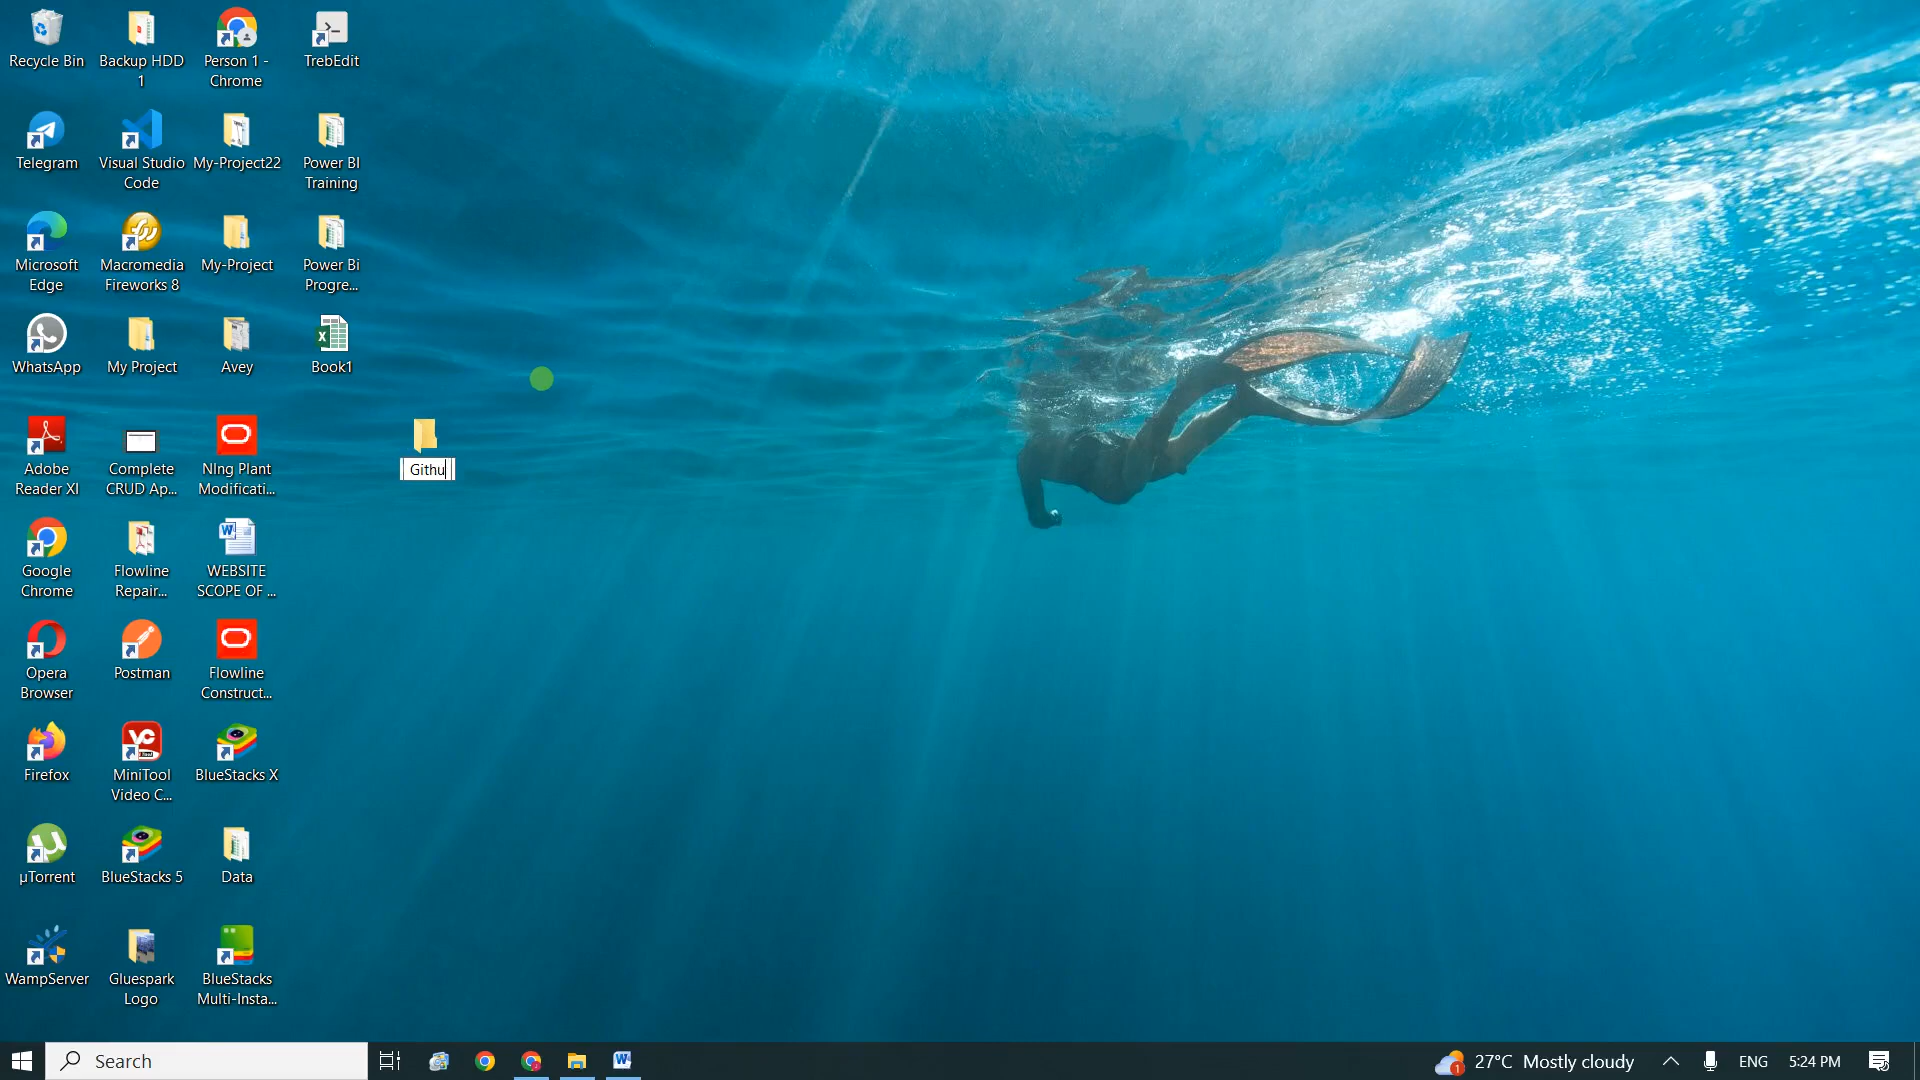 Recycle Bin
Backup HDD
1
Person 1 -
Chrome
TrebEdit
Telegram
Visual Studio
Code
My-Project22
Power BI
Training
Microsoft
Edge
Macromedia
Fireworks 8
My-Project
Power Bi
Progre...
WhatsApp
My Project
Avey
Book1
Adobe
Reader XI
Complete
CRUD Ap...
NIng Plant
Modificati...
Githu
Google
Chrome
Flowline
Repair...
WEBSITE
SCOPE OF ...
Opera
Browser
Postman
Flowline
Construct...
Firefox
MiniTool
Video C...
BlueStacks X
µTorrent
BlueStacks 5
Data
WampServer
Gluespark
Logo
BlueStacks
Multi-Insta...
Search
1
27°C Mostly cloudy
ENG
5:24 PM